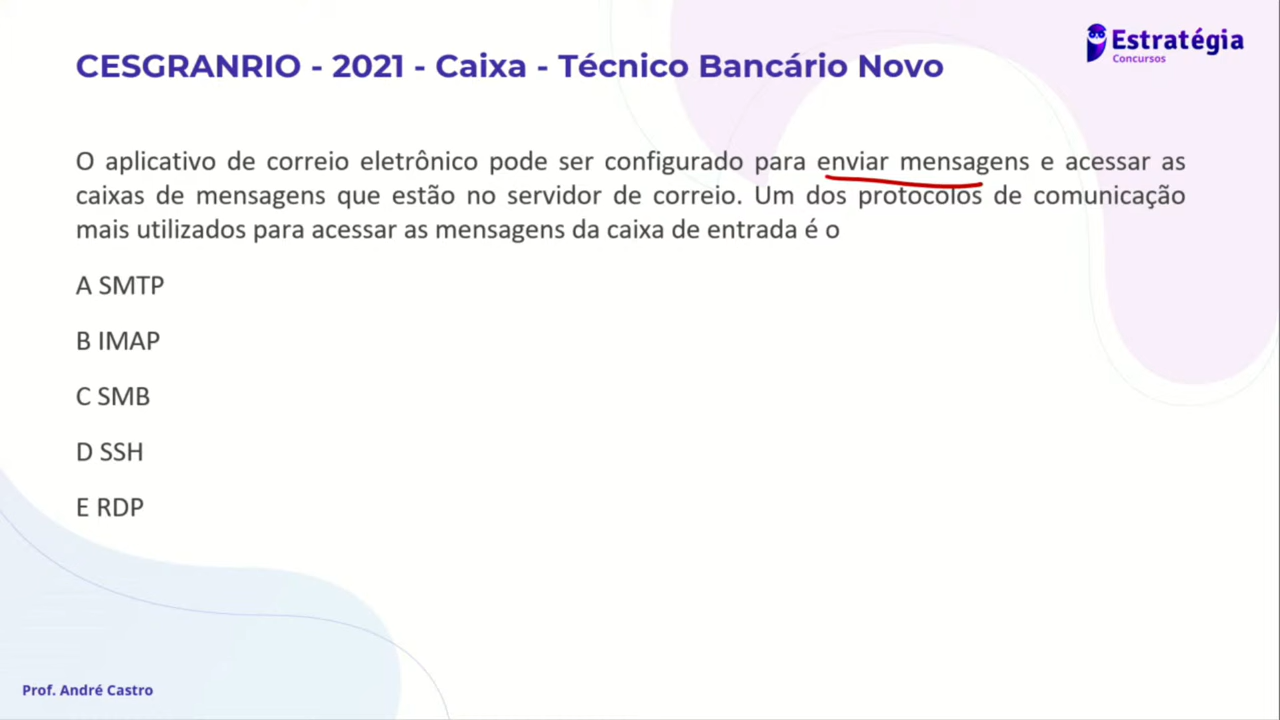 CESGRANRIO - 2021 - Caixa - Técnico Bancário Novo
Estratégia
Concursos
O aplicativo de correio eletrônico pode ser configurado para enviar mensagens e acessar as
caixas de mensagens que estão no servidor de correio. Um dos protocolos de comunicação
mais utilizados para acessar as mensagens da caixa de entrada é o
A SMTP
B IMAP
C SMB
D SSH
E RDP
Prof. André Castro